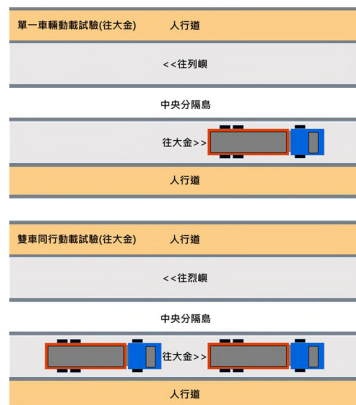 單一車輛動載試驗(往大金) 人行道
<<往列嶼
中央分隔島
往大金>>
人行道
雙車同行動載試驗(往大金) 人行道
<<往烈嶼
中央分隔島
往大金>>
人行道